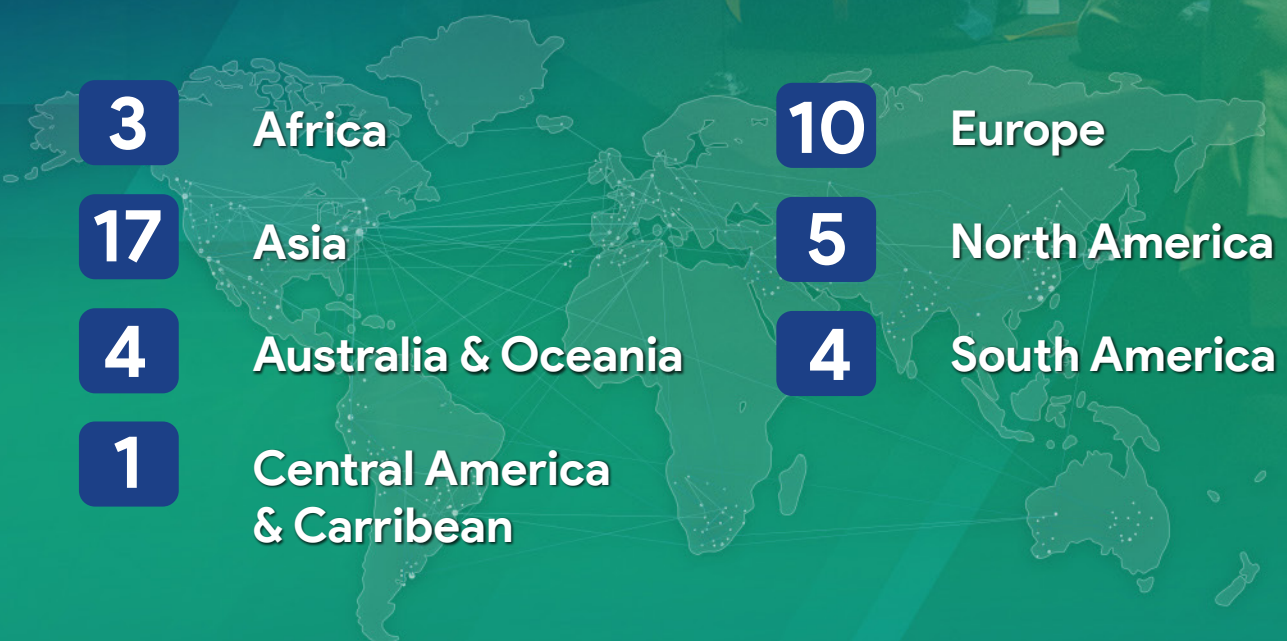 3 Africa
17 Asia
4 Australia & Oceania
1 Central America
& Carribean
10 Europe
5 North America
4 South America